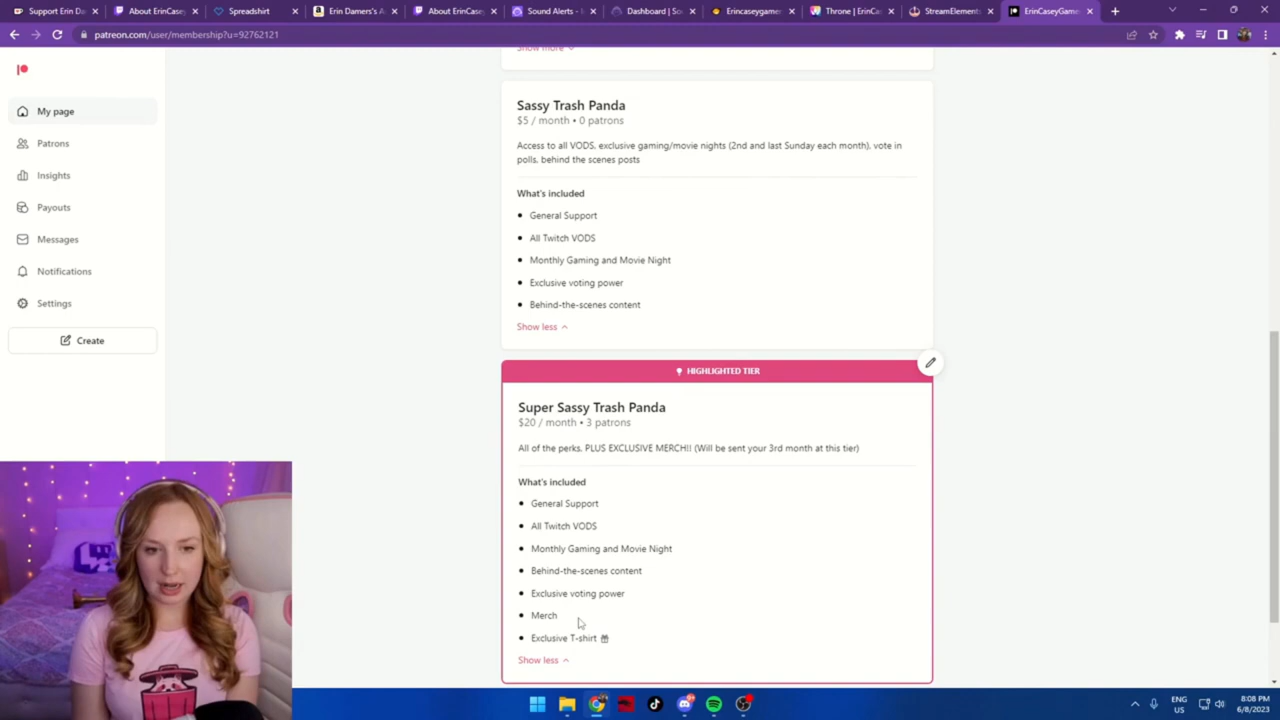 Support Erin Da
About ErinCasey
Spreadshirt
Erin Damers's A
About ErinCasey
Sound Alerts -
Dashboard | So
Erincaseygame
Throne | ErinCa
StreamElements
ErinCaseyGame
patreon.com/user/membership?u=92762121
Show more
My page
Patrons
Insights
Payouts
Messages
Notifications
Settings
Create
Sassy Trash Panda
$5 / month • 0 patrons
Access to all VODS, exclusive gaming/movie nights (2nd and last Sunday each month), vote in
polls, behind the scenes posts
What's included
General Support
All Twitch VODS
Monthly Gaming and Movie Night
Exclusive voting power
Behind-the-scenes content
Show less
HIGHLIGHTED TIER
Super Sassy Trash Panda
$20 / month • 3 patrons
All of the perks, PLUS EXCLUSIVE MERCH!! (Will be sent your 3rd month at this tier)
What's included
General Support
All Twitch VODS
Monthly Gaming and Movie Night
Behind-the-scenes content
Exclusive voting power
Merch
Exclusive T-shirt
Show less
ENG
US
8:08 PM
6/8/2023